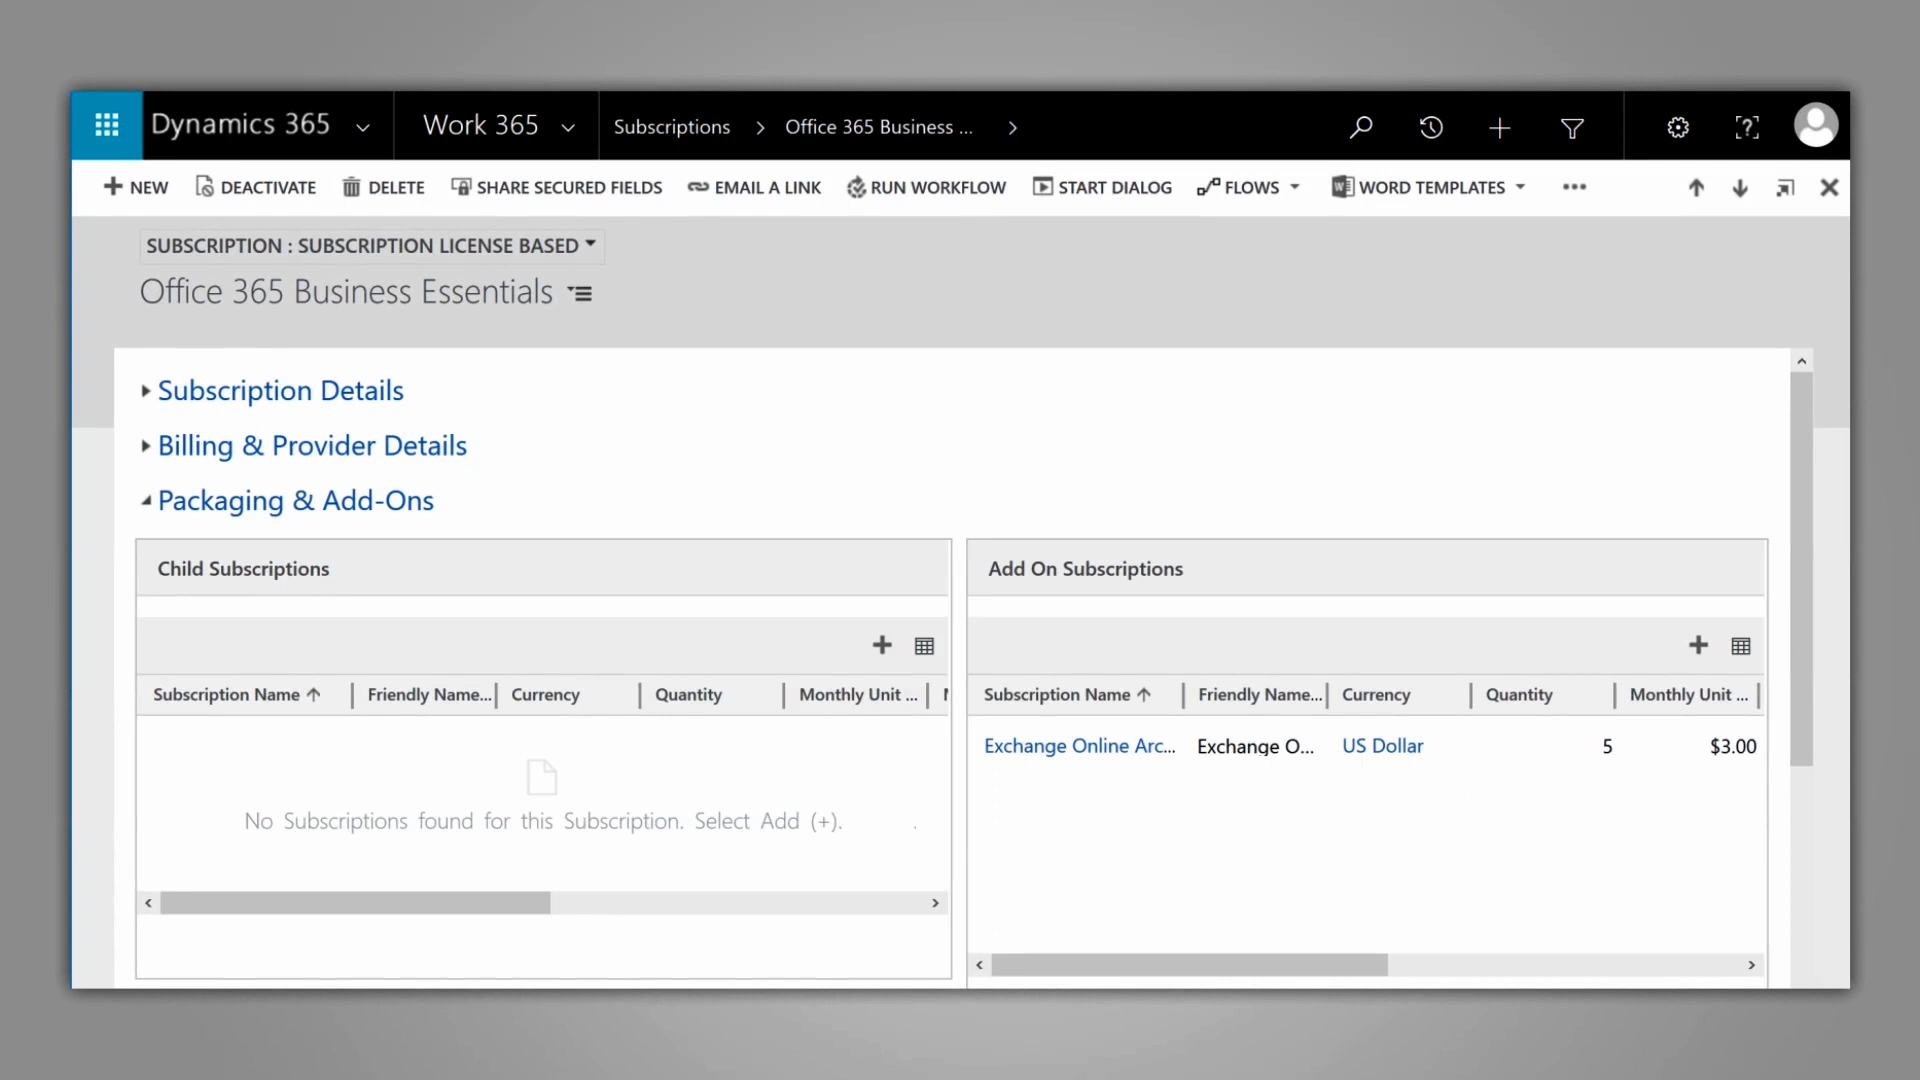 Dynamics 365 Work 365 Subscriptions Office 365 Business ...
NEW DEACTIVATE DELETE SHARE SECURED FIELDS EMAIL A LINK RUN WORKFLOW START DIALOG FLOWS WORD TEMPLATES
SUBSCRIPTION : SUBSCRIPTION LICENSE BASED
Office 365 Business Essentials
Subscription Details
Billing & Provider Details
Packaging & Add-Ons
Child Subscriptions
Subscription Name Friendly Name... Currency Quantity Monthly Unit ...
No Subscriptions found for this Subscription. Select Add (+).
Add On Subscriptions
Subscription Name Friendly Name... Currency Quantity Monthly Unit ...
Exchange Online Arc... Exchange O... US Dollar 5 $3.00